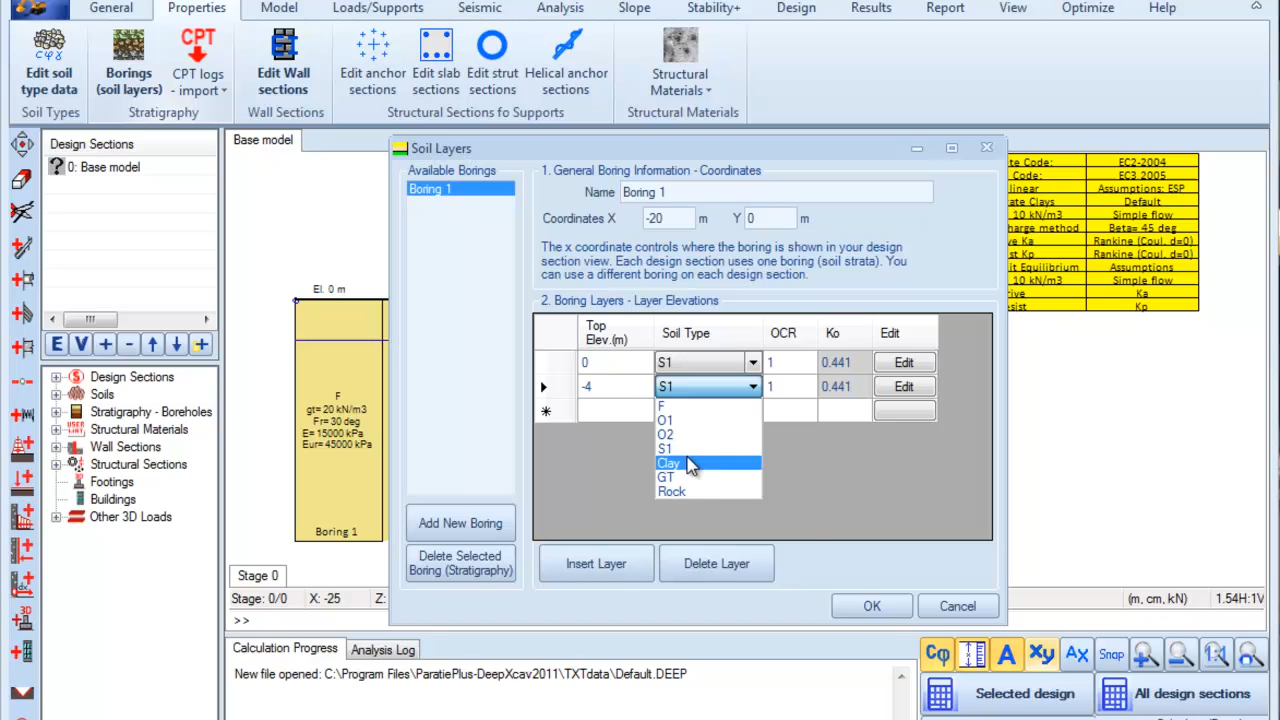 General Properties Model Loads/Supports Seismic Analysis Slope Stability+ Design Results Report View Optimize Help
CPT
Edit soil
type data
Borings
(soil layers)
CPT logs
- import
Edit Wall
sections
Edit anchor
sections
Edit slab
sections
Edit strut
sections
Helical anchor
sections
Structural
Materials
Soil Types Stratigraphy Wall Sections Structural Sections fo Supports Structural Materials
Design Sections
0: Base model
E V + - +
Design Sections
Soils
Stratigraphy - Boreholes
Structural Materials
Wall Sections
Structural Sections
Footings
Buildings
Other 3D Loads
Base model
El. 0 m
F
gt= 20 kN/m3
Fr= 30 deg
E= 15000 kPa
Eur= 45000 kPa
Boring 1
Stage 0
Stage: 0/0 X: -25 Z:
>>
Soil Layers
Available Borings
Boring 1
Add New Boring
Delete Selected
Boring (Stratigraphy)
1. General Boring Information - Coordinates
Name Boring 1
Coordinates X -20 m Y 0 m
The x coordinate controls where the boring is shown in your design
section view. Each design section uses one boring (soil strata). You
can use a different boring on each design section.
2. Boring Layers - Layer Elevations
Top
Elev.(m) Soil Type OCR Ko Edit
0 S1 1 0.441 Edit
-4 S1 1 0.441 Edit
F
O1
O2
S1
Clay
GT
Rock
Insert Layer Delete Layer
OK Cancel
te Code: EC2-2004
Code: EC3 2005
linear Assumptions: ESP
tate Clays Default
10 kN/m3 Simple flow
harge method Beta= 45 deg
ve Ka Rankine (Coul, d=0)
st Kp Rankine (Coul, d=0)
it Equilibrium Assumptions
10 kN/m3 Simple flow
rive Ka
esist Kp
(m, cm, kN) 1.54H:1V
Calculation Progress Analysis Log
New file opened: C:\Program Files\ParatiePlus-DeepXcav2011\TXTdata\Default.DEEP
Cφ A Xy Ax Snap
Selected design All design sections